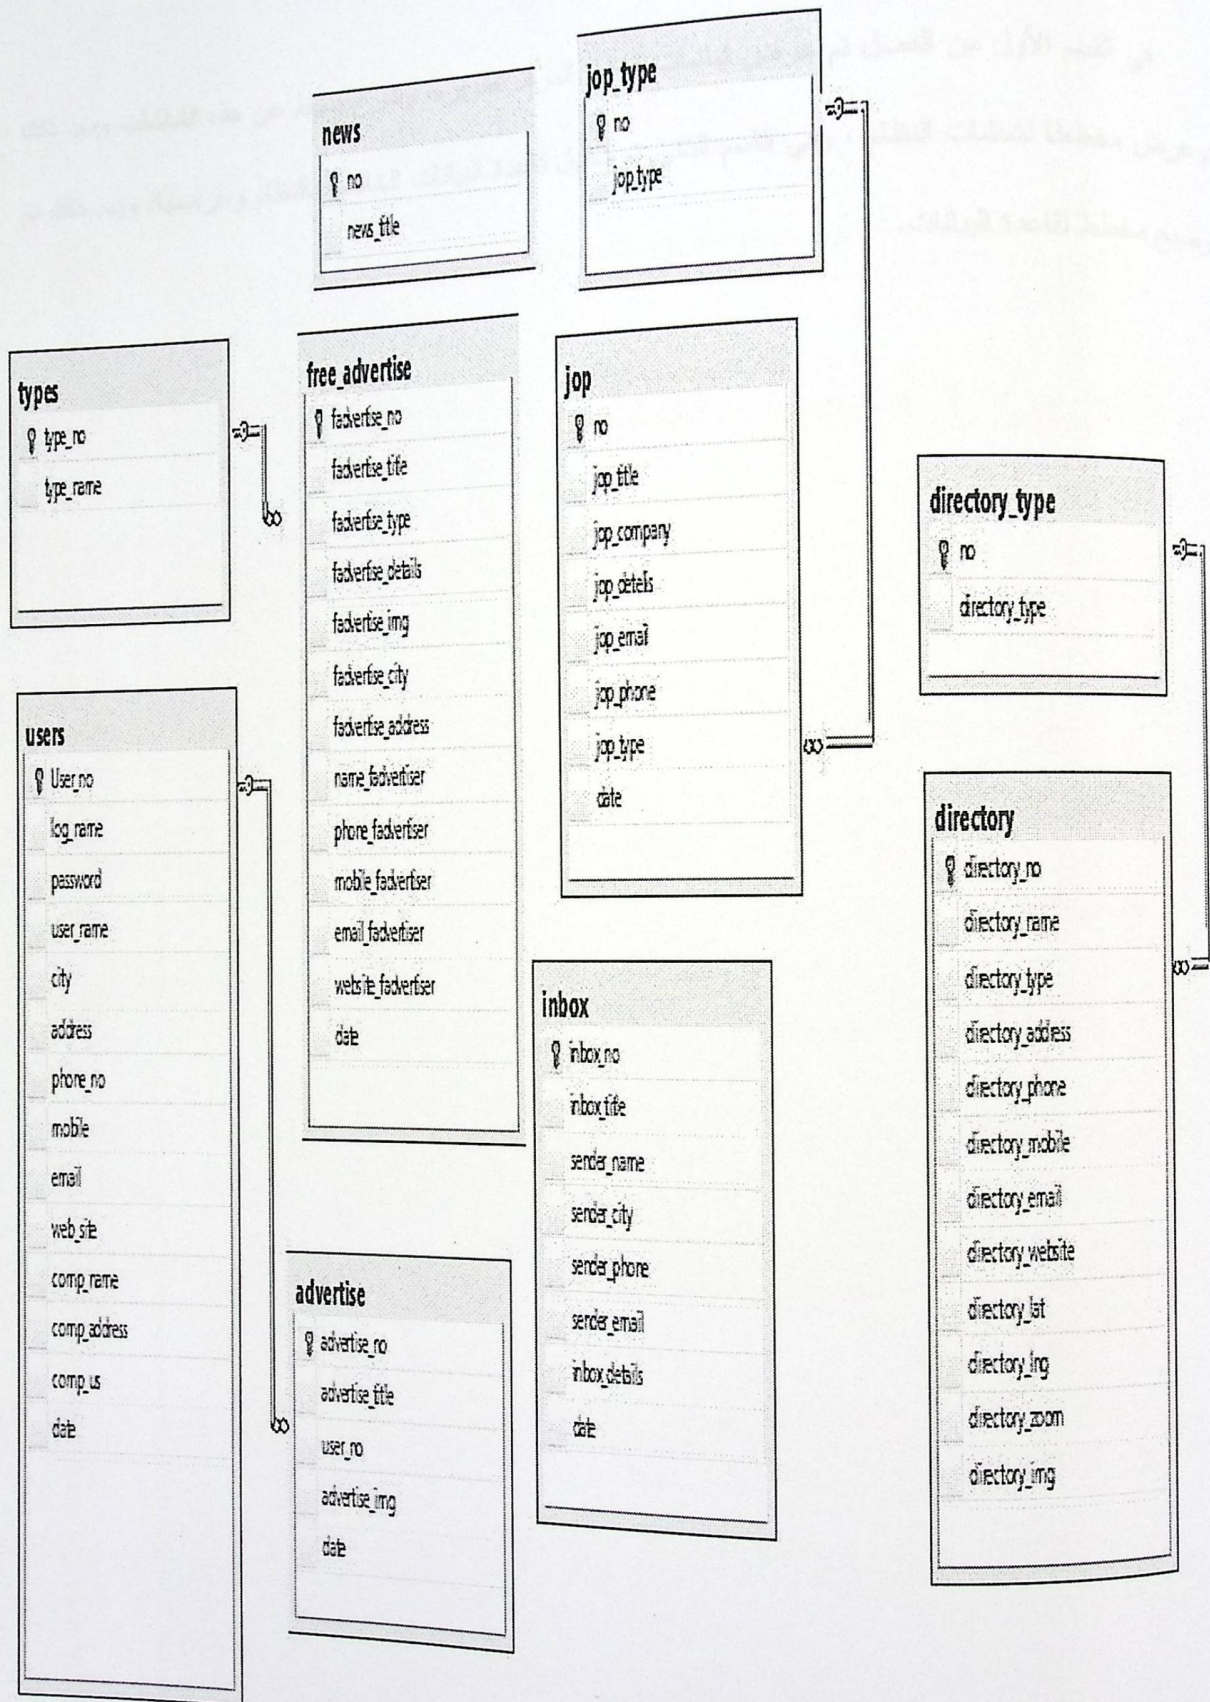 news
no
news_title
jop_type
no
jop_type
types
type_no
type_name
free_advertise
fadvertise_no
fadvertise_title
fadvertise_type
fadvertise_details
fadvertise_img
fadvertise_city
fadvertise_address
name_fadvertiser
phone_fadvertiser
mobile_fadvertiser
email_fadvertiser
website_fadvertiser
date
jop
no
jop_title
jop_company
jop_detels
jop_email
jop_phone
jop_type
date
directory_type
no
directory_type
users
User_no
log_name
password
user_name
city
address
phone_no
mobile
email
web_site
comp_name
comp_address
comp_us
date
advertise
advertise_no
advertise_title
user_no
advertise_img
date
inbox
inbox_no
inbox_title
sender_name
sender_city
sender_phone
sender_email
inbox_details
date
directory
directory_no
directory_name
directory_type
directory_address
directory_phone
directory_mobile
directory_email
directory_website
directory_lat
directory_lng
directory_zoom
directory_img